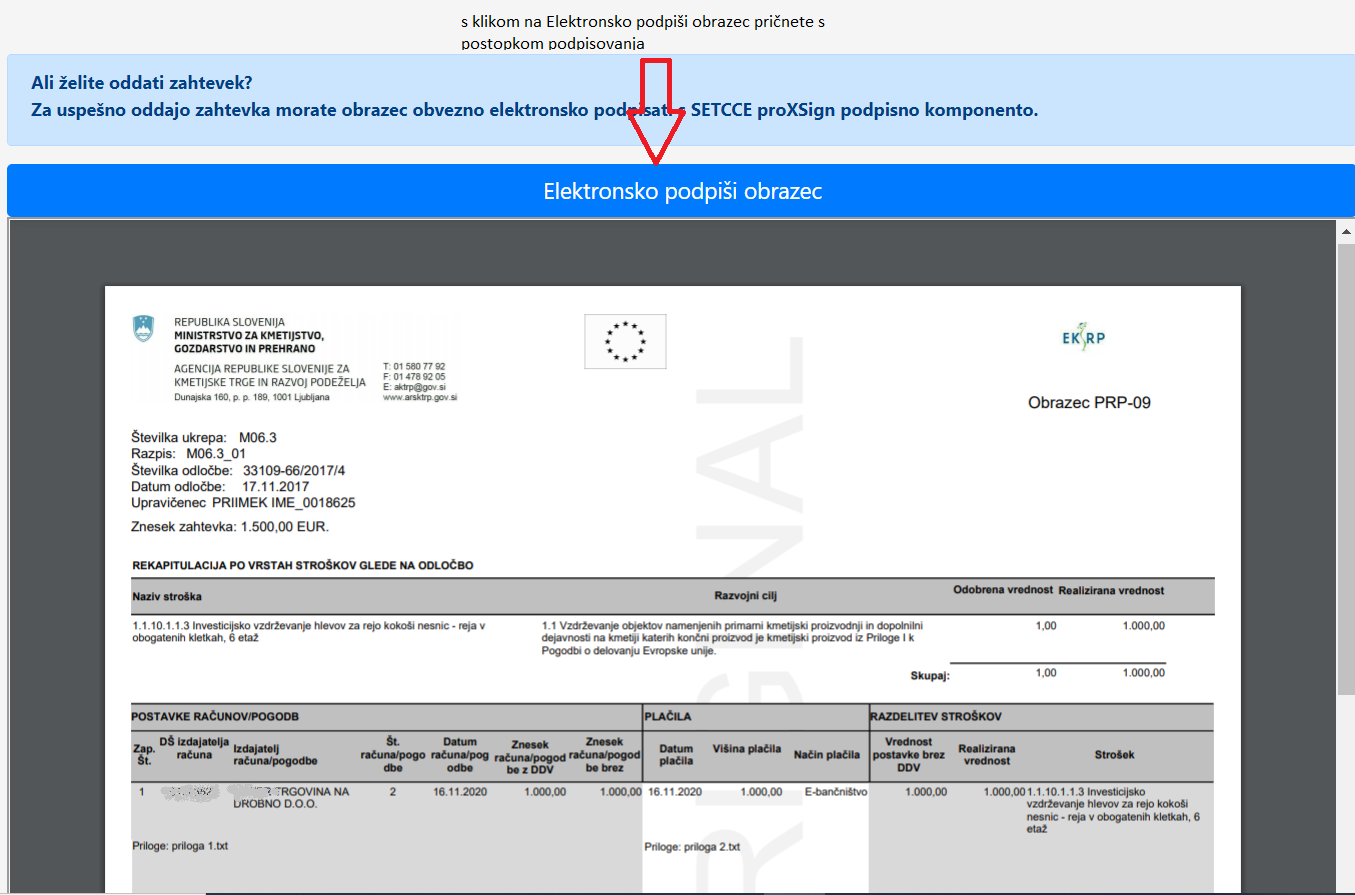 s klikom na Elektronsko podpiši obrazec pričnete s
postopkom podpisovanja
Ali želite oddati zahtevek?
Za uspešno oddajo zahtevka morate obrazec obvezno elektronsko podpisati s SETCCE proXSign podpisno komponento.
Elektronsko podpiši obrazec
REPUBLIKA SLOVENIJA
MINISTRSTVO ZA KMETIJSTVO,
GOZDARSTVO IN PREHRANO
AGENCIJA REPUBLIKE SLOVENIJE ZA
KMETIJSKE TRGE IN RAZVOJ PODEŽELJA
Dunajska 160, p. p. 189, 1001 Ljubljana
T: 01 580 77 92
F: 01 478 92 05
E: aktrp@gov.si
www.arsktrp.gov.si
EKSRP
Obrazec PRP-09
Številka ukrepa: M06.3
Razpis: M06.3_01
Številka odločbe: 33109-66/2017/4
Datum odločbe: 17.11.2017
Upravičenec PRIIMEK IME_0018625
Znesek zahtevka: 1.500,00 EUR.
REKAPITULACIJA PO VRSTAH STROŠKOV GLEDE NA ODLOČBO
Naziv stroška Razvojni cilj Odobrena vrednost Realizirana vrednost
1.1.10.1.1.3 Investicijsko vzdrževanje hlevov za rejo kokoši nesnic - reja v
obogatenih kletkah, 6 etaž
1.1 Vzdrževanje objektov namenjenih primarni kmetijski proizvodnji in dopolnilni
dejavnosti na kmetiji katerih končni proizvod je kmetijski proizvod iz Priloge I k
Pogodbi o delovanju Evropske unije.
1,00 1.000,00
Skupaj: 1,00 1.000,00
POSTAVKE RAČUNOV/POGODB PLAČILA RAZDELITEV STROŠKOV
Zap.
Št.
DŠ izdajatelja
računa
Izdajatelj
računa/pogodbe
Št.
računa/pogo
dbe
Datum
računa/pog
odbe
Znesek
računa/pogod
be z DDV
Znesek
računa/pogod
be brez
Datum
plačila
Višina plačila
Način plačila
Vrednost
postavke brez
DDV
Realizirana
vrednost
Strošek
1
TRGOVINA NA
DROBNO D.O.O.
2 16.11.2020 1.000,00 1.000,00 16.11.2020 1.000,00 E-bančništvo 1.000,00 1.000,00
1.1.10.1.1.3 Investicijsko
vzdrževanje hlevov za rejo kokoši
nesnic - reja v obogatenih kletkah, 6
etaž
Priloge: priloga 1.txt Priloge: priloga 2.txt
RIGINAL